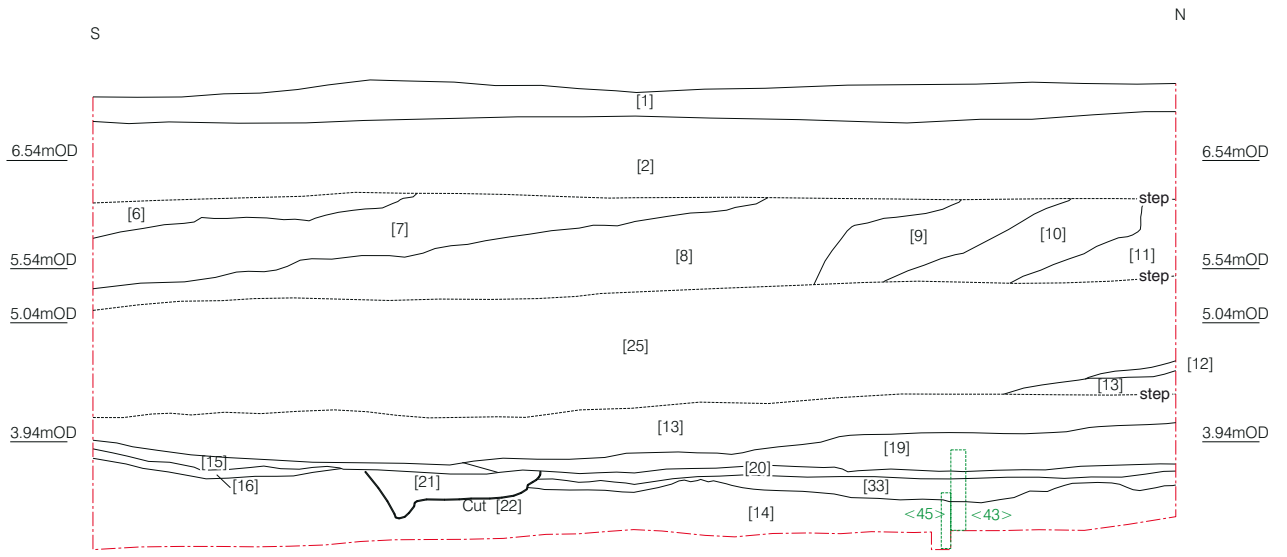 S
N
[1]
6.54mOD
[2]
6.54mOD
step
[6]
[7]
[9]
[10]
[8]
[11]
5.54mOD
5.54mOD
step
5.04mOD
5.04mOD
[25]
[12]
[13]
step
3.94mOD
[13]
[19]
3.94mOD
[15]
[20]
[16]
[21]
[33]
Cut [22]
[14]
<45>
<43>